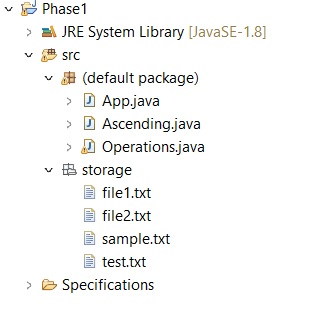 Phase1
JRE System Library [JavaSE-1.8]
src
(default package)
App.java
Ascending.java
Operations.java
storage
file1.txt
file2.txt
sample.txt
test.txt
Specifications